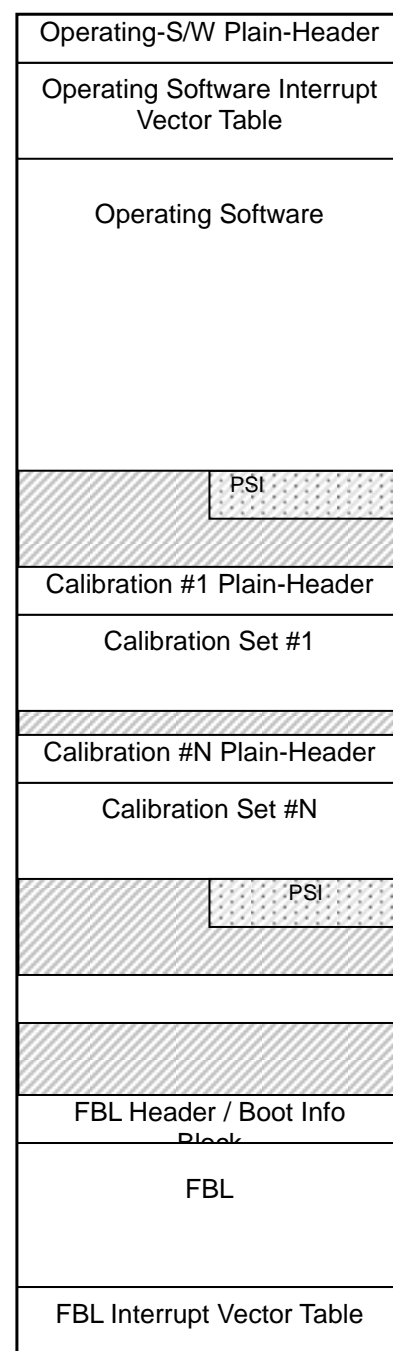 Operating-S/W Plain-Header
Operating Software Interrupt
Vector Table
Operating Software
PSI
Calibration #1 Plain-Header
Calibration Set #1
Calibration #N Plain-Header
Calibration Set #N
PSI
FBL Header / Boot Info
Block
FBL
FBL Interrupt Vector Table